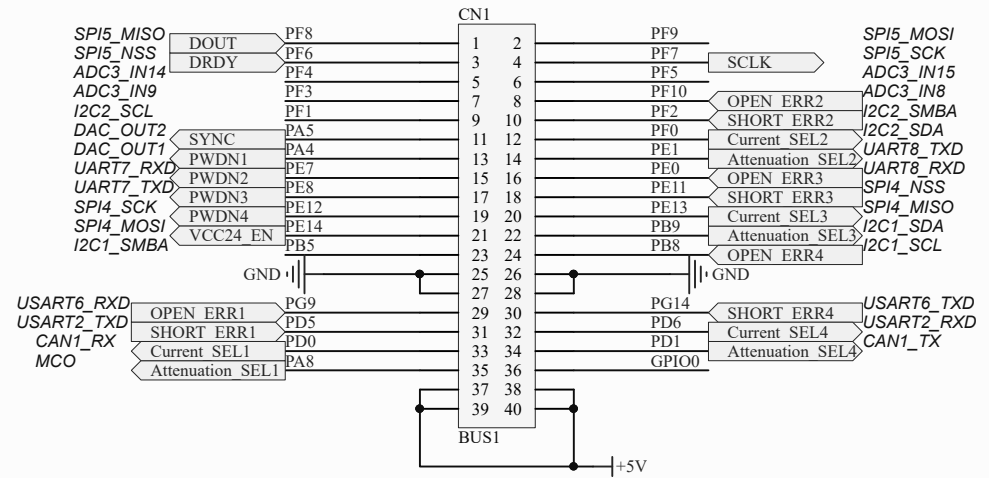 CN1
SPI5_MISO DOUT PF8 1 2 PF9 SPI5_MOSI
SPI5_NSS DRDY PF6 3 4 PF7 SCLK SPI5_SCK
ADC3_IN14 PF4 5 6 PF5 ADC3_IN15
ADC3_IN9 PF3 7 8 PF10 OPEN_ERR2 ADC3_IN8
I2C2_SCL PF1 9 10 PF2 SHORT_ERR2 I2C2_SMBA
DAC_OUT2 SYNC PA5 11 12 PF0 Current_SEL2 I2C2_SDA
DAC_OUT1 PWDN1 PA4 13 14 PE1 Attenuation_SEL2 UART8_TXD
UART7_RXD PWDN2 PE7 15 16 PE0 OPEN_ERR3 UART8_RXD
UART7_TXD PWDN3 PE8 17 18 PE11 SHORT_ERR3 SPI4_NSS
SPI4_SCK PWDN4 PE12 19 20 PE13 Current_SEL3 SPI4_MISO
SPI4_MOSI VCC24_EN PE14 21 22 PB9 Attenuation_SEL3 I2C1_SDA
I2C1_SMBA PB5 23 24 PB8 OPEN_ERR4 I2C1_SCL
GND 25 26 GND
27 28
USART6_RXD OPEN_ERR1 PG9 29 30 PG14 SHORT_ERR4 USART6_TXD
USART2_TXD SHORT_ERR1 PD5 31 32 PD6 Current_SEL4 USART2_RXD
CAN1_RX Current_SEL1 PD0 33 34 PD1 Attenuation_SEL4 CAN1_TX
MCO Attenuation_SEL1 PA8 35 36 GPIO0
37 38
39 40
BUS1
+5V